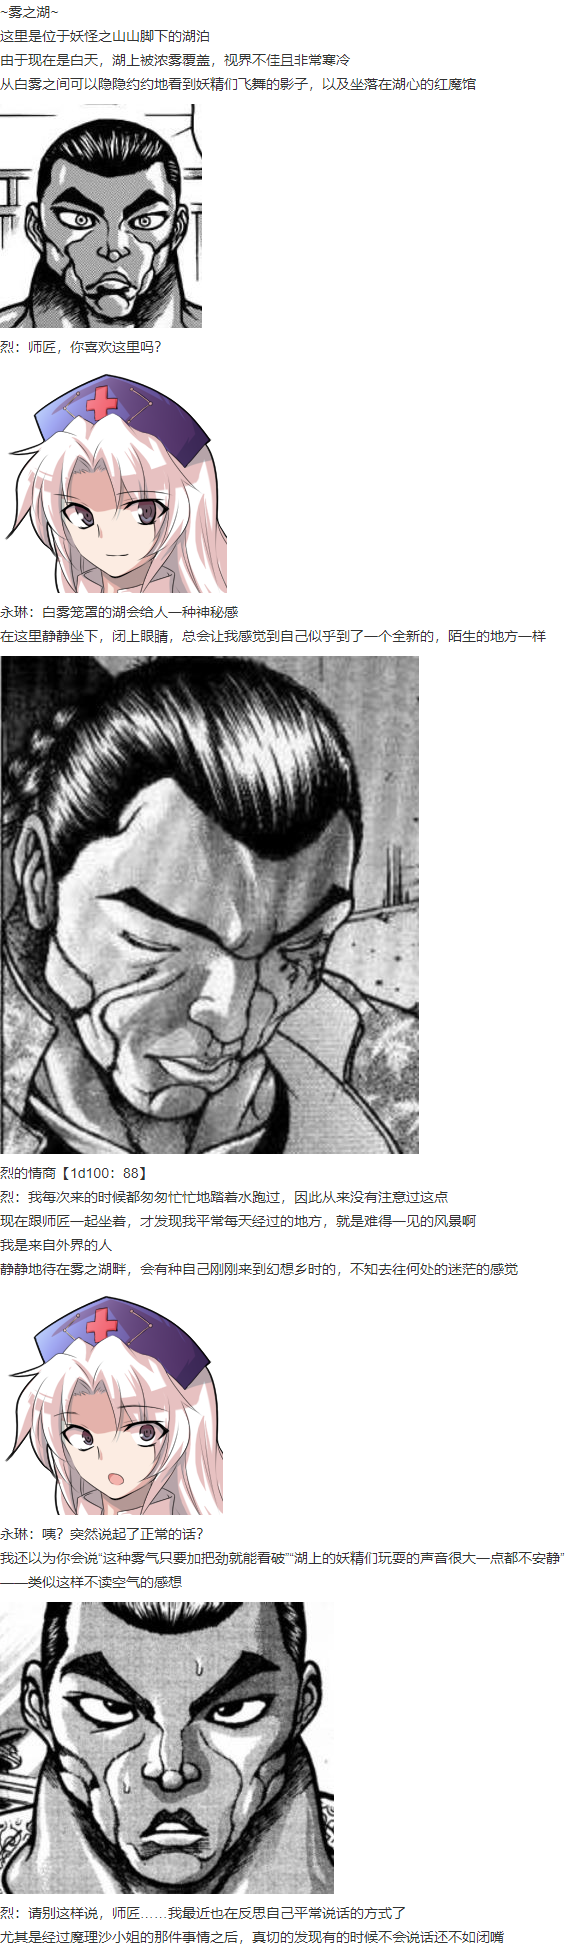 ~雾之湖~
这里是位于妖怪之山山脚下的湖泊
由于现在是白天，湖上被浓雾覆盖，视界不佳且非常寒冷
从白雾之间可以隐隐约约地看到妖精们飞舞的影子，以及坐落在湖心的红魔馆
烈：师匠，你喜欢这里吗？
永琳：白雾笼罩的湖会给人一种神秘感
在这里静静坐下，闭上眼睛，总会让我感觉到自己似乎到了一个全新的，陌生的地方一样
烈的情商【1d100：88】
烈：我每次来的时候都匆匆忙忙地踏着水跑过，因此从来没有注意过这点
现在跟师匠一起坐着，才发现我平常每天经过的地方，就是难得一见的风景啊
我是来自外界的人
静静地待在雾之湖畔，会有种自己刚刚来到幻想乡时的，不知去往何处的迷茫的感觉
永琳：咦？突然说起了正常的话？
我还以为你会说“这种雾气只要加把劲就能看破”“湖上的妖精们玩耍的声音很大一点都不安静”
——类似这样不读空气的感想
烈：请别这样说，师匠……我最近也在反思自己平常说话的方式了
尤其是经过魔理沙小姐的那件事情之后，真切的发现有的时候不会说话还不如闭嘴